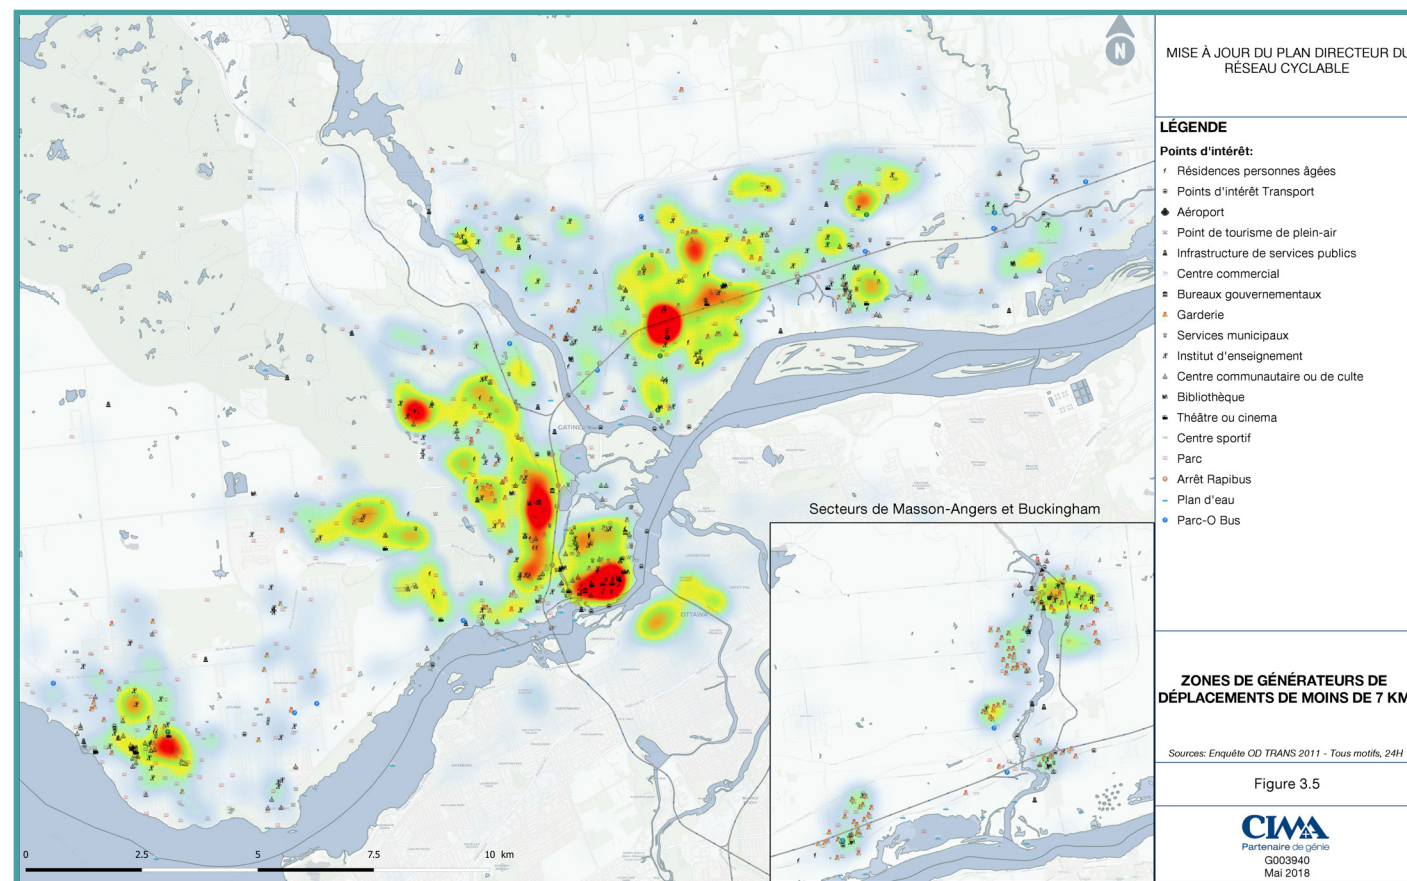 N
MISE À JOUR DU PLAN DIRECTEUR DU
RÉSEAU CYCLABLE
LÉGENDE
Points d'intérêt:
Résidences personnes âgées
Points d'intérêt Transport
Aéroport
Point de tourisme de plein-air
Infrastructure de services publics
Centre commercial
Bureaux gouvernementaux
Garderie
Services municipaux
Institut d'enseignement
Centre communautaire ou de culte
Bibliothèque
Théâtre ou cinema
Centre sportif
Parc
Arrêt Rapibus
Plan d'eau
Parc-O Bus
OTTAWA
Secteurs de Masson-Angers et Buckingham
0 2.5 5 7.5 10 km
ZONES DE GÉNÉRATEURS DE
DÉPLACEMENTS DE MOINS DE 7 KM
Sources: Enquête OD TRANS 2011 - Tous motifs, 24H
Figure 3.5
CIMA
Partenaire de génie
G003940
Mai 2018